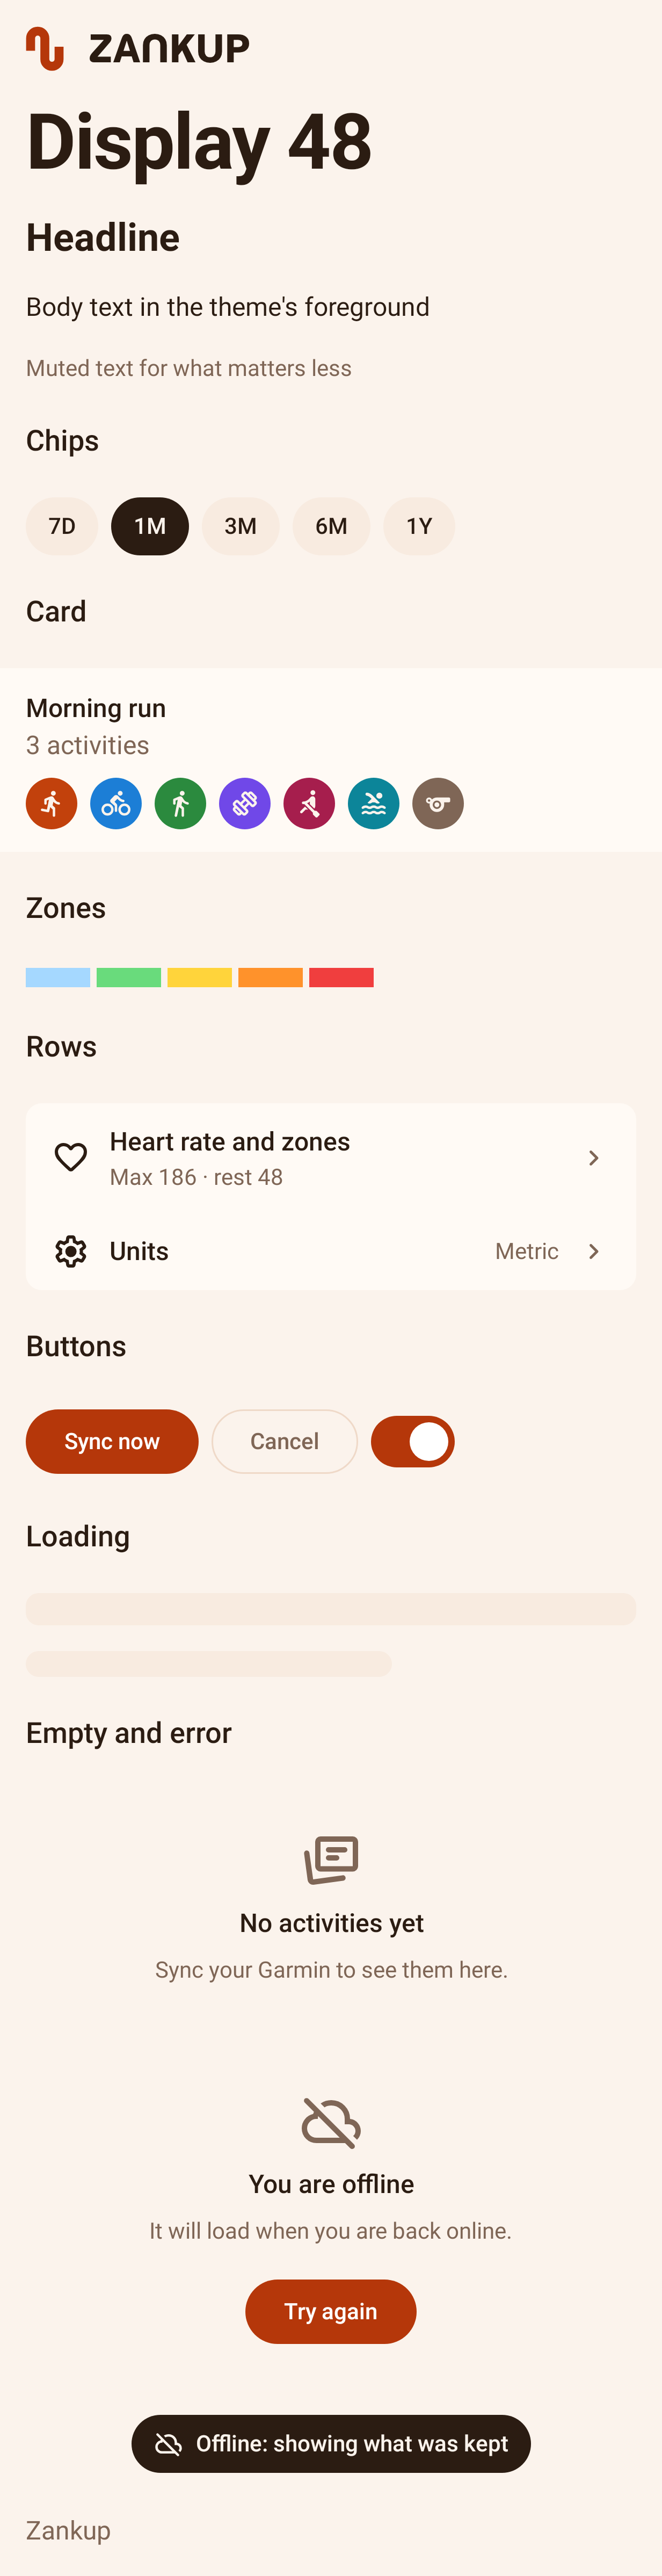 ZANKUP
Display 48
Headline
Body text in the theme's foreground
Muted text for what matters less
Chips
7D 1M 3M 6M 1Y
Card
Morning run
3 activities
Zones
Rows
Heart rate and zones
Max 186 · rest 48
Units Metric
Buttons
Sync now Cancel
Loading
Empty and error
No activities yet
Sync your Garmin to see them here.
You are offline
It will load when you are back online.
Try again
Offline: showing what was kept
Zankup